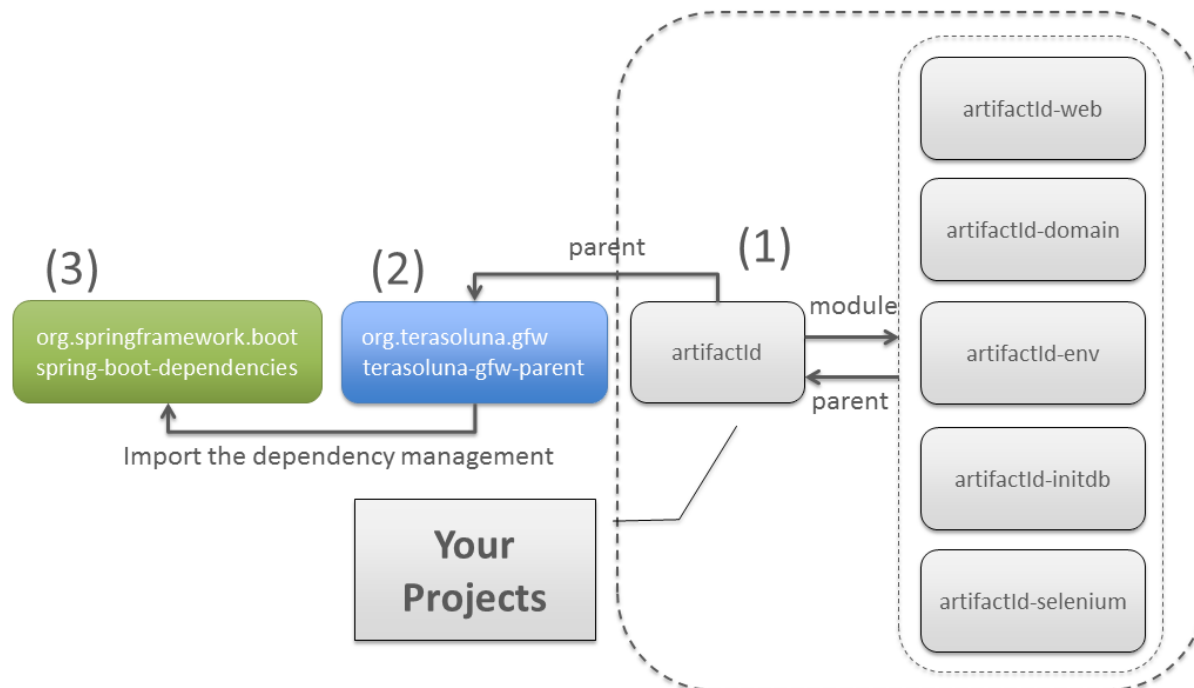 artifactId-web
artifactId-domain
(1)
parent
(2)
(3)
module
org.springframework.boot
spring-boot-dependencies
org.terasoluna.gfw
terasoluna-gfw-parent
artifactId
artifactId-env
parent
Import the dependency management
artifactId-initdb
Your
Projects
artifactId-selenium